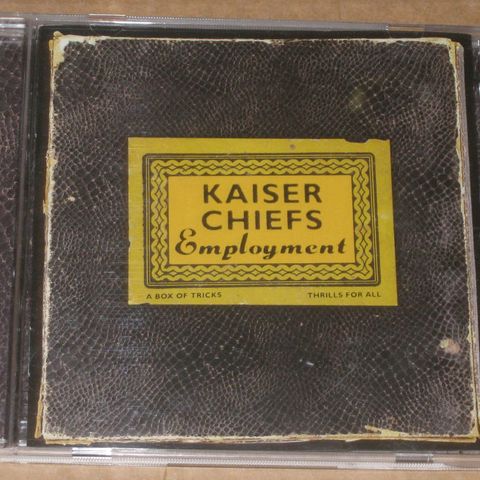 KAISER
CHIEFS
Employment
A BOX OF TRICKS THRILLS FOR ALL